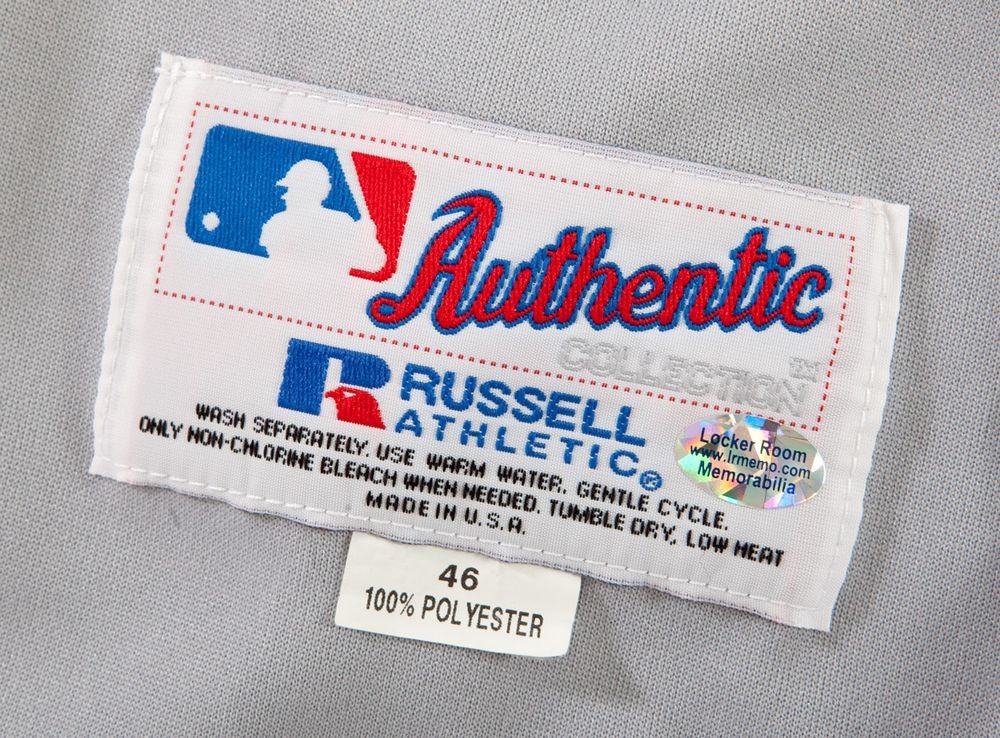 Authentic
COLLECTION™
R RUSSELL
ATHLETIC®
WASH SEPARATELY. USE WARM WATER. GENTLE CYCLE.
ONLY NON-CHLORINE BLEACH WHEN NEEDED. TUMBLE DRY, LOW HEAT
MADE IN U.S.A.
Locker Room
www.lrmemo.com
Memorabilia
46
100% POLYESTER